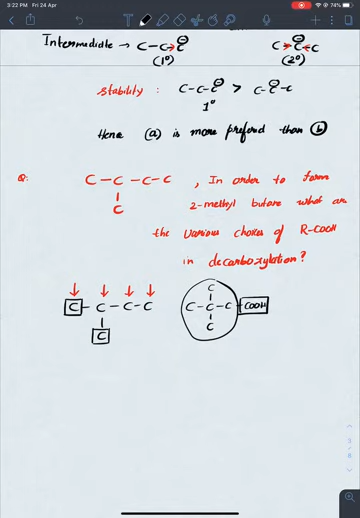 3:22 PM Fri 24 Apr
74%
Intermediate → C – C → C⊖ C → C ← C
(1°) (2°)
stability : C – C – C⊖ > C – C⊖ – C
1°
Hence (a) is more preferred than (b)
Q: C – C – C – C , In order to form
C 2-methyl butane what are
the various choices of R-COOH
in decarboxylation?
C – C – C – C C
C – C – C – COOH
C C